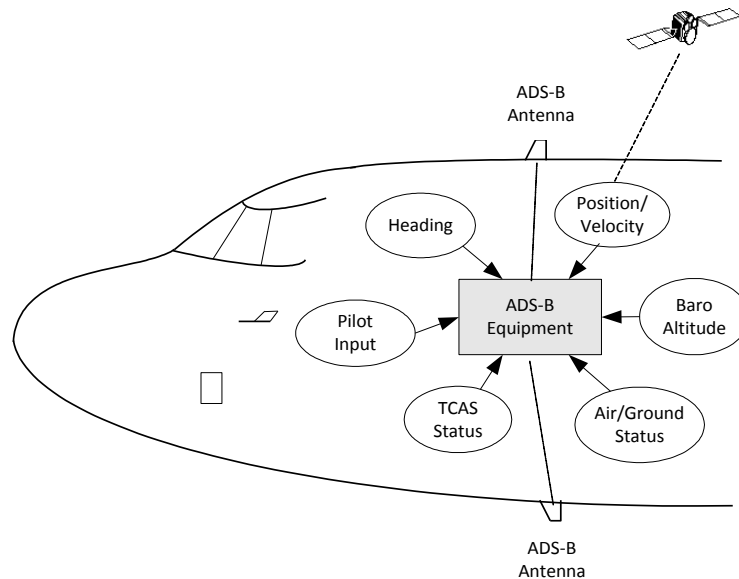 ADS-B
Antenna
Position/
Velocity
Heading
ADS-B
Equipment
Baro
Altitude
Pilot
Input
TCAS
Status
Air/Ground
Status
ADS-B
Antenna